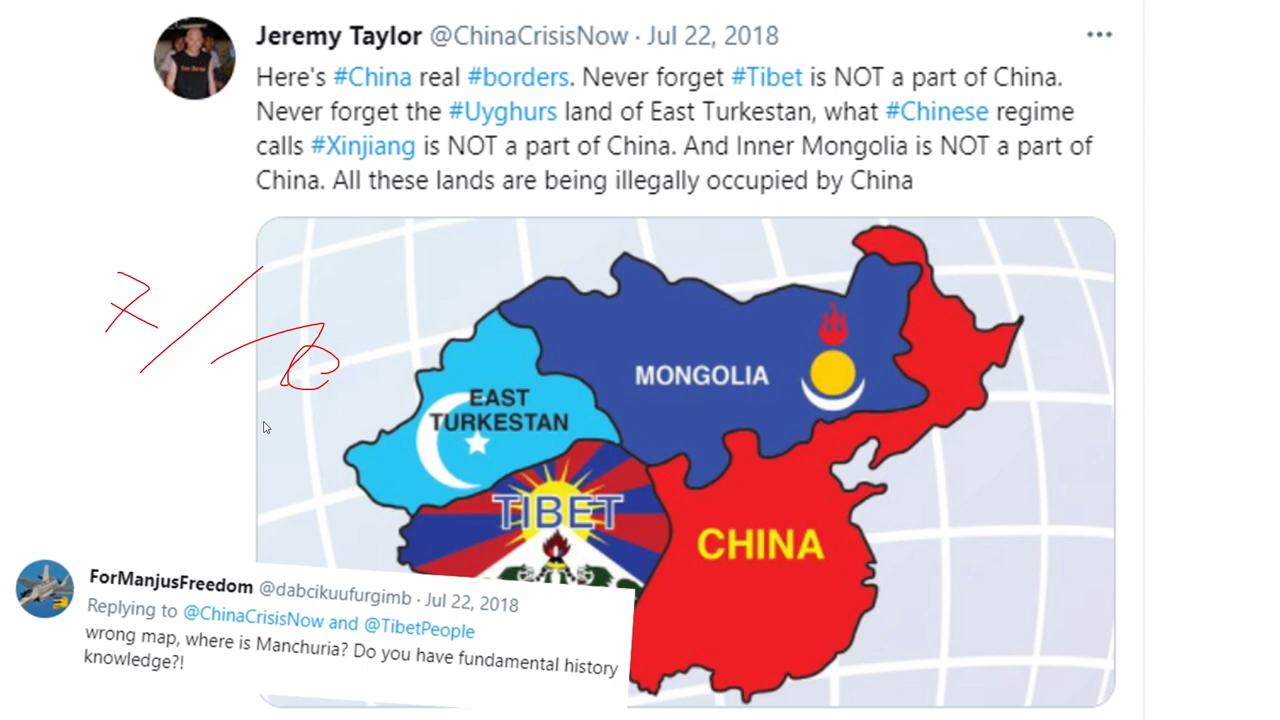 Jeremy Taylor @ChinaCrisisNow · Jul 22, 2018
Here's #China real #borders. Never forget #Tibet is NOT a part of China.
Never forget the #Uyghurs land of East Turkestan, what #Chinese regime
calls #Xinjiang is NOT a part of China. And Inner Mongolia is NOT a part of
China. All these lands are being illegally occupied by China
MONGOLIA
EAST
TURKESTAN
TIBET
CHINA
ForManjusFreedom @dabcikuufurgimb · Jul 22, 2018
Replying to @ChinaCrisisNow and @TibetPeople
wrong map, where is Manchuria? Do you have fundamental history
knowledge?!